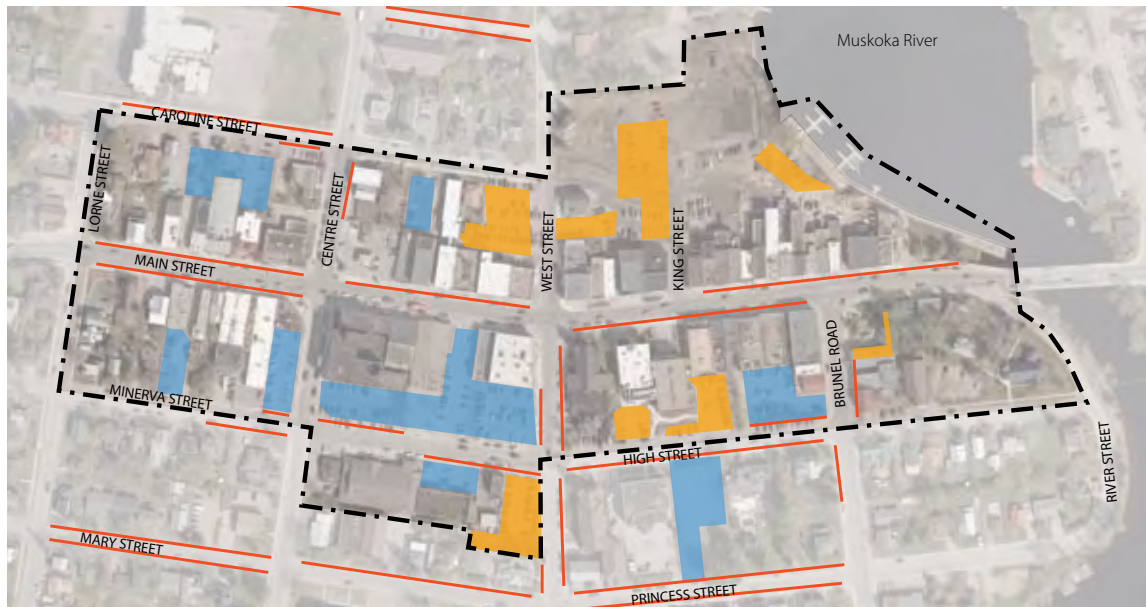 Muskoka River
CAROLINE STREET
LORNE STREET
CENTRE STREET
WEST STREET
KING STREET
MAIN STREET
BRUNEL ROAD
MINERVA STREET
HIGH STREET
RIVER STREET
MARY STREET
PRINCESS STREET